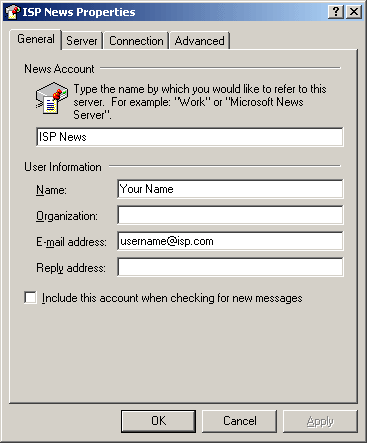 ISP News Properties
General Server Connection Advanced
News Account
Type the name by which you would like to refer to this
server. For example: "Work" or "Microsoft News
Server".
ISP News
User Information
Name: Your Name
Organization:
E-mail address: username@isp.com
Reply address:
Include this account when checking for new messages
OK Cancel Apply